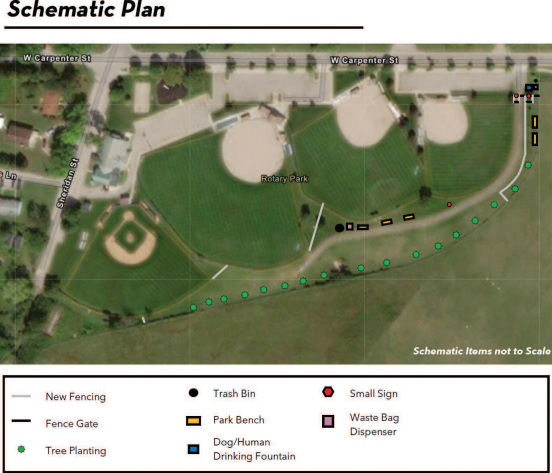 Schematic Plan
W Carpenter St
W Carpenter St
Sheridan St
Ln
Rotary Park
Schematic Items not to Scale
New Fencing
Fence Gate
Tree Planting
Trash Bin
Park Bench
Dog/Human
Drinking Fountain
Small Sign
Waste Bag
Dispenser